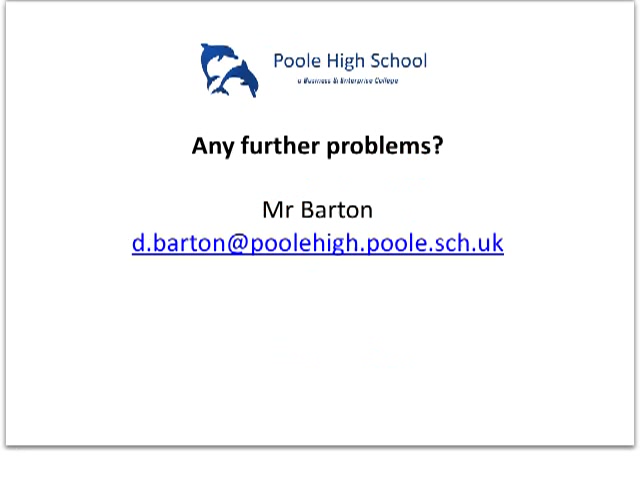 Poole High School
a Business & Enterprise College
Any further problems?
Mr Barton
d.barton@poolehigh.poole.sch.uk